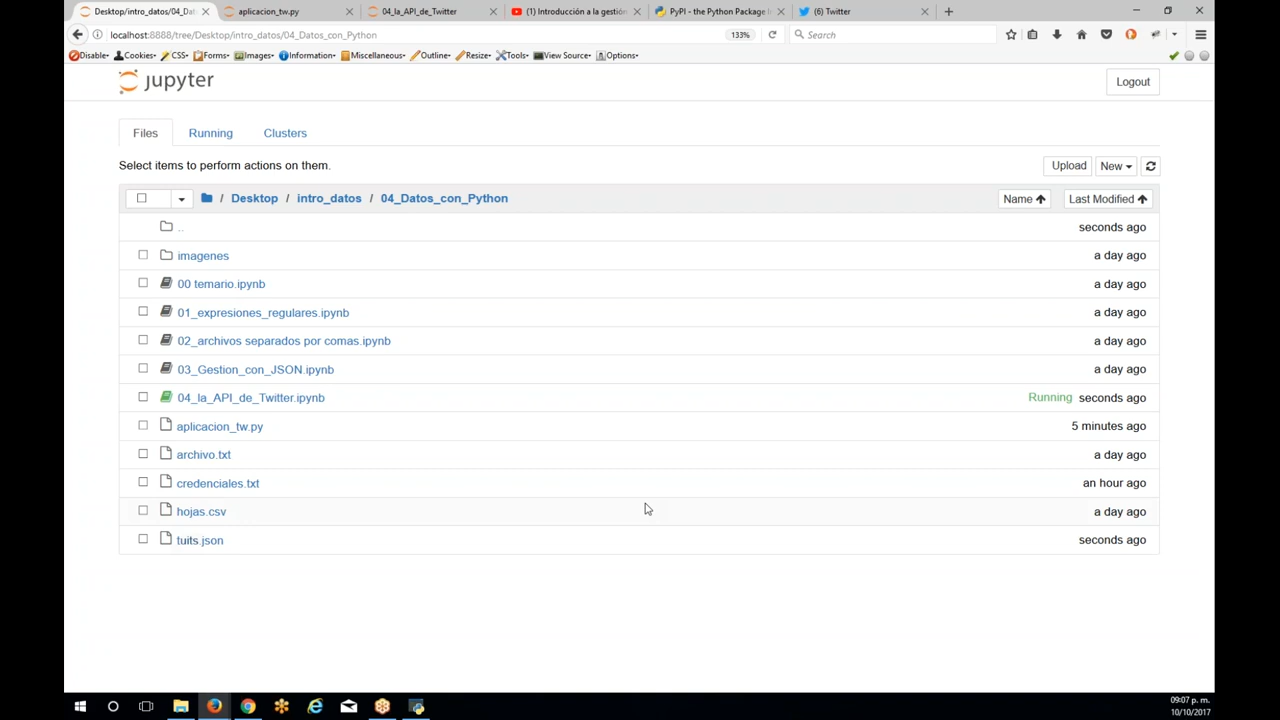 Desktop/intro_datos/04_Dat
aplicacion_tw.py
04_la_API_de_Twitter
(1) Introducción a la gestión
PyPI - the Python Package I
(6) Twitter
localhost:8888/tree/Desktop/intro_datos/04_Datos_con_Python
133%
Search
Disable
Cookies
CSS
Forms
Images
Information
Miscellaneous
Outline
Resize
Tools
View Source
Options
jupyter
Logout
Files
Running
Clusters
Select items to perform actions on them.
Upload
New
/ Desktop / intro_datos / 04_Datos_con_Python
Name
Last Modified
.. seconds ago
imagenes a day ago
00 temario.ipynb a day ago
01_expresiones_regulares.ipynb a day ago
02_archivos separados por comas.ipynb a day ago
03_Gestion_con_JSON.ipynb a day ago
04_la_API_de_Twitter.ipynb Running seconds ago
aplicacion_tw.py 5 minutes ago
archivo.txt a day ago
credenciales.txt an hour ago
hojas.csv a day ago
tuits.json seconds ago
09:07 p. m.
10/10/2017